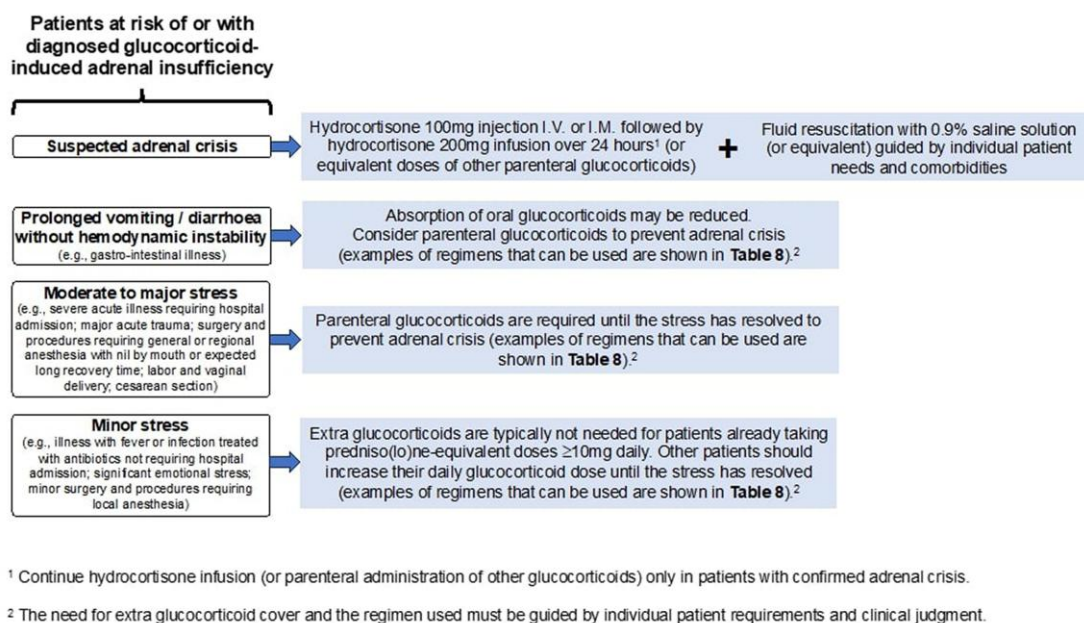 Patients at risk of or with
diagnosed glucocorticoid-
induced adrenal insufficiency
Suspected adrenal crisis
Hydrocortisone 100mg injection I.V. or I.M. followed by
hydrocortisone 200mg infusion over 24 hours¹ (or
equivalent doses of other parenteral glucocorticoids)
+
Fluid resuscitation with 0.9% saline solution
(or equivalent) guided by individual patient
needs and comorbidities
Prolonged vomiting / diarrhoea
without hemodynamic instability
(e.g., gastro-intestinal illness)
Absorption of oral glucocorticoids may be reduced.
Consider parenteral glucocorticoids to prevent adrenal crisis
(examples of regimens that can be used are shown in Table 8).²
Moderate to major stress
(e.g., severe acute illness requiring hospital
admission; major acute trauma; surgery and
procedures requiring general or regional
anesthesia with nil by mouth or expected
long recovery time; labor and vaginal
delivery; cesarean section)
Parenteral glucocorticoids are required until the stress has resolved to
prevent adrenal crisis (examples of regimens that can be used are
shown in Table 8).²
Minor stress
(e.g., illness with fever or infection treated
with antibiotics not requiring hospital
admission; significant emotional stress;
minor surgery and procedures requiring
local anesthesia)
Extra glucocorticoids are typically not needed for patients already taking
predniso(lo)ne-equivalent doses ≥10mg daily. Other patients should
increase their daily glucocorticoid dose until the stress has resolved
(examples of regimens that can be used are shown in Table 8).²
¹ Continue hydrocortisone infusion (or parenteral administration of other glucocorticoids) only in patients with confirmed adrenal crisis.
² The need for extra glucocorticoid cover and the regimen used must be guided by individual patient requirements and clinical judgment.